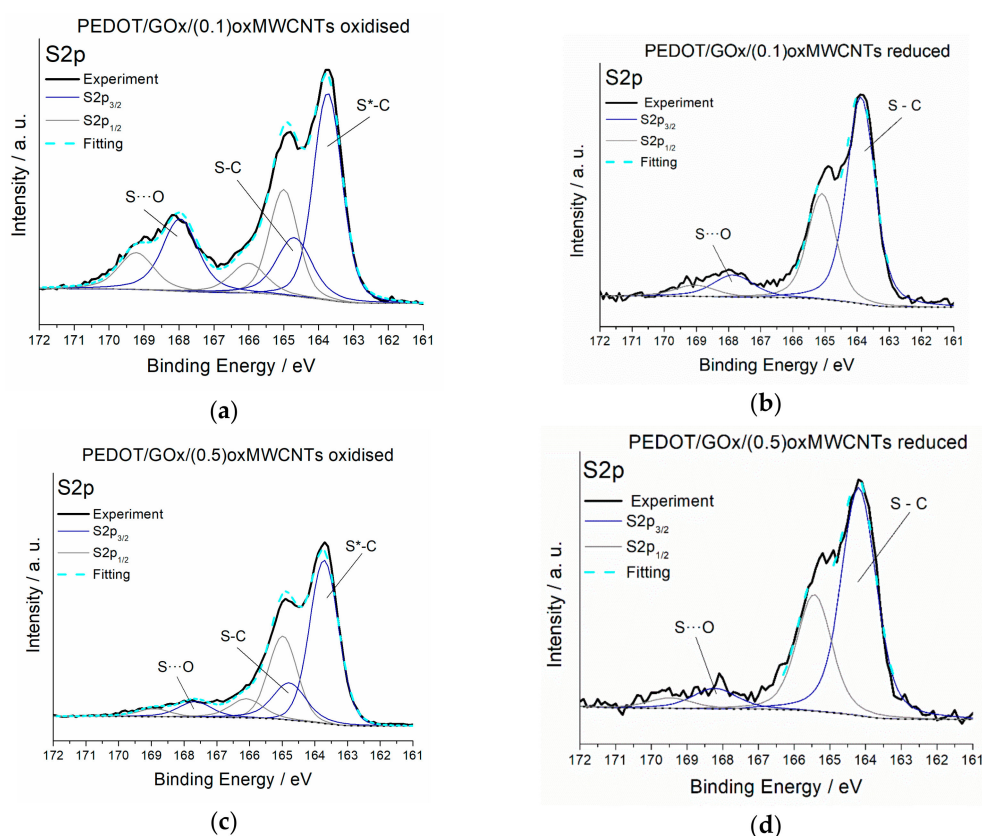 PEDOT/GOx/(0.1)oxMWCNTs oxidised
S2p
Experiment
S2p3/2
S2p1/2
Fitting
S*-C
S-C
S···O
Intensity / a. u.
172 171 170 169 168 167 166 165 164 163 162 161
Binding Energy / eV
(a)
PEDOT/GOx/(0.1)oxMWCNTs reduced
S2p
Experiment
S2p3/2
S2p1/2
Fitting
S - C
S···O
Intensity / a. u.
172 171 170 169 168 167 166 165 164 163 162 161
Binding Energy / eV
(b)
PEDOT/GOx/(0.5)oxMWCNTs oxidised
S2p
Experiment
S2p3/2
S2p1/2
Fitting
S*-C
S-C
S···O
Intensity / a. u.
172 171 170 169 168 167 166 165 164 163 162 161
Binding Energy / eV
(c)
PEDOT/GOx/(0.5)oxMWCNTs reduced
S2p
Experiment
S2p3/2
S2p1/2
Fitting
S - C
S···O
Intensity / a. u.
172 171 170 169 168 167 166 165 164 163 162 161
Binding Energy / eV
(d)